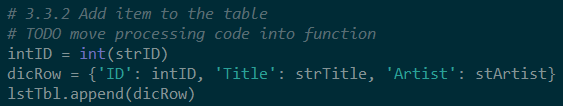 # 3.3.2 Add item to the table
# TODO move processing code into function
intID = int(strID)
dicRow = {'ID': intID, 'Title': strTitle, 'Artist': stArtist}
lstTbl.append(dicRow)